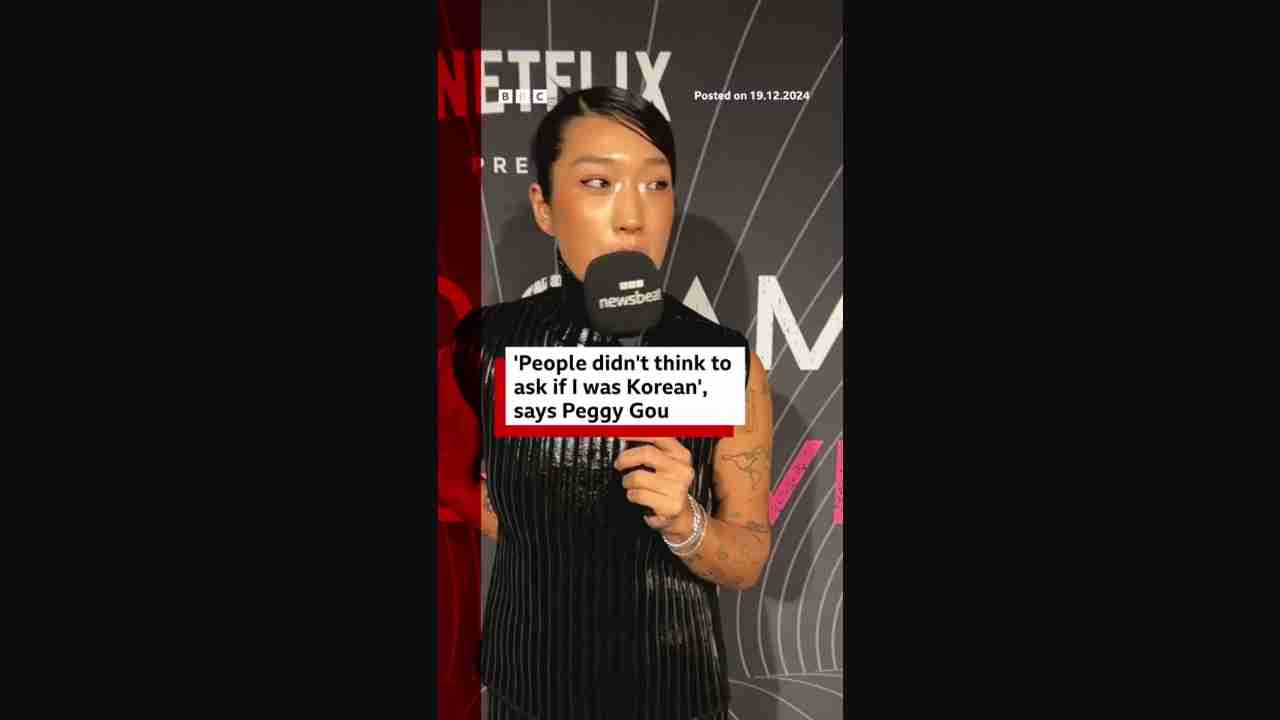 NETFLIX
BBC
Posted on 19.12.2024
PRE
newsbeat
'People didn't think to
ask if I was Korean',
says Peggy Gou